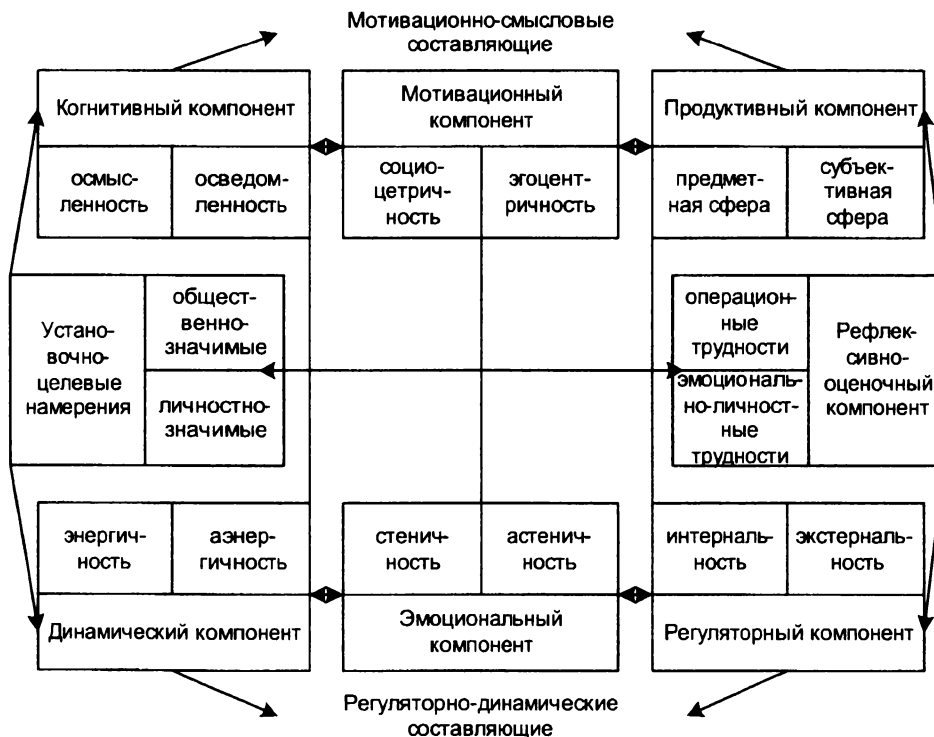 Мотивационно-смысловые
составляющие
Когнитивный компонент
Мотивационный
компонент
Продуктивный компонент
осмыс-
ленность
осведом-
ленность
социо-
цетрич-
ность
эгоцент-
ричность
предмет-
ная сфера
субъек-
тивная
сфера
Устано-
вочно-
целевые
намерения
общест-
венно-
значимые
личностно-
значимые
операцион-
ные
трудности
эмоциональ-
но-личност-
ные
трудности
Рефлек-
сивно-
оценочный
компонент
энергич-
ность
аэнер-
гичность
стенич-
ность
астенич-
ность
интерналь-
ность
экстерналь-
ность
Динамический компонент
Эмоциональный
компонент
Регуляторный компонент
Регуляторно-динамические
составляющие